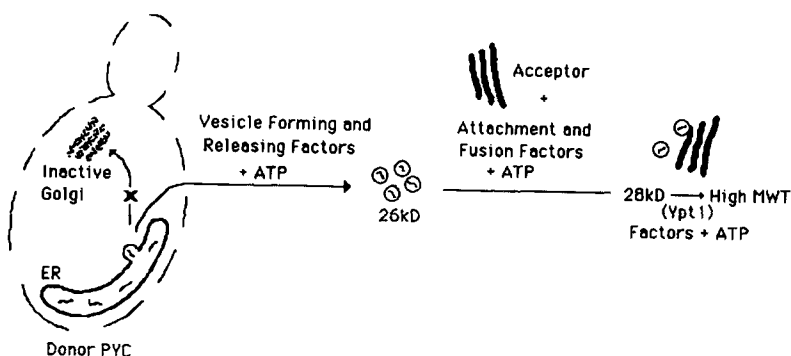 Inactive
Golgi
x
ER
Donor PYC
Vesicle Forming and
Releasing Factors
+ ATP
26kD
Acceptor
+
Attachment and
Fusion Factors
+ ATP
28kD → High MWT
(Ypt1)
Factors + ATP